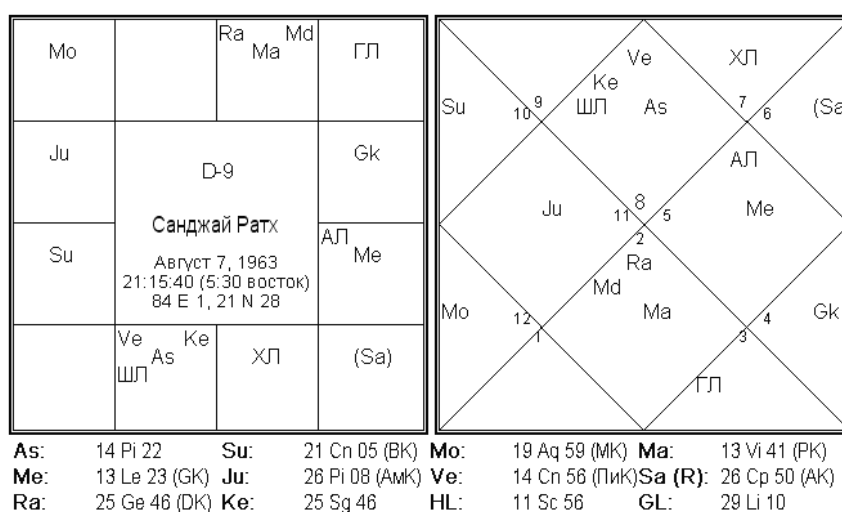 Mo
Ra Md
Ma
ГЛ
Ju
Gk
D-9
Санджай Ратх
Август 7, 1963
21:15:40 (5:30 восток)
84 E 1, 21 N 28
Su
АЛ
Me
Ve Ke
As
ШЛ
ХЛ
(Sa)
Ve
ХЛ
Ke
ШЛ As
Su
10 9
7 6
(Sa
АЛ
Ju
11 8 5
Me
2
Ra
Md
Mo
12
1
Ma
3
4
Gk
ГЛ
As: 14 Pi 22 Su: 21 Cn 05 (BK) Mo: 19 Aq 59 (MK) Ma: 13 Vi 41 (PK)
Me: 13 Le 23 (GK) Ju: 26 Pi 08 (АмК) Ve: 14 Cn 56 (ПиК) Sa (R): 26 Cp 50 (AK)
Ra: 25 Ge 46 (DK) Ke: 25 Sg 46 HL: 11 Sc 56 GL: 29 Li 10